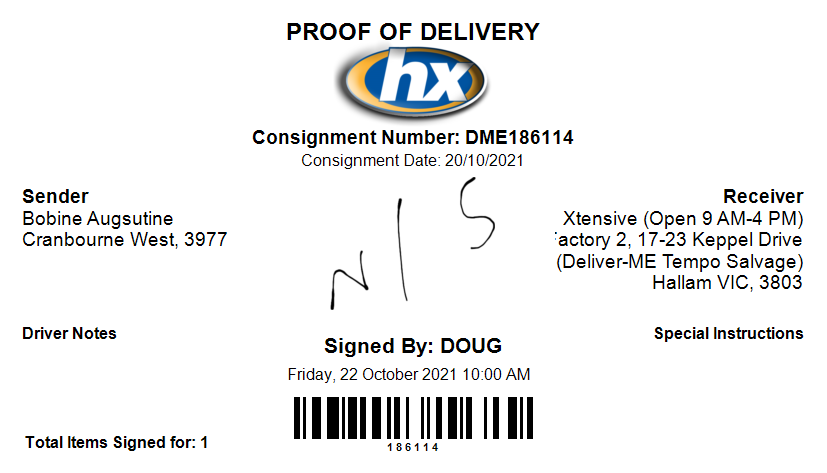 PROOF OF DELIVERY
hx
Consignment Number: DME186114
Consignment Date: 20/10/2021
Sender
Bobine Augsutine
Cranbourne West, 3977
N/S
Receiver
Xtensive (Open 9 AM-4 PM)
actory 2, 17-23 Keppel Drive
(Deliver-ME Tempo Salvage)
Hallam VIC, 3803
Driver Notes
Special Instructions
Signed By: DOUG
Friday, 22 October 2021 10:00 AM
186114
Total Items Signed for: 1